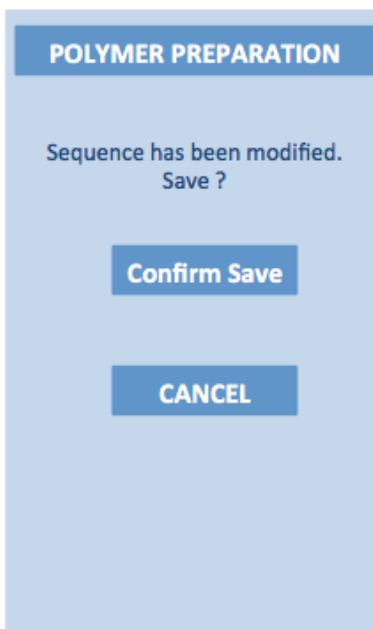 POLYMER PREPARATION
Sequence has been modified.
Save ?
Confirm Save
CANCEL